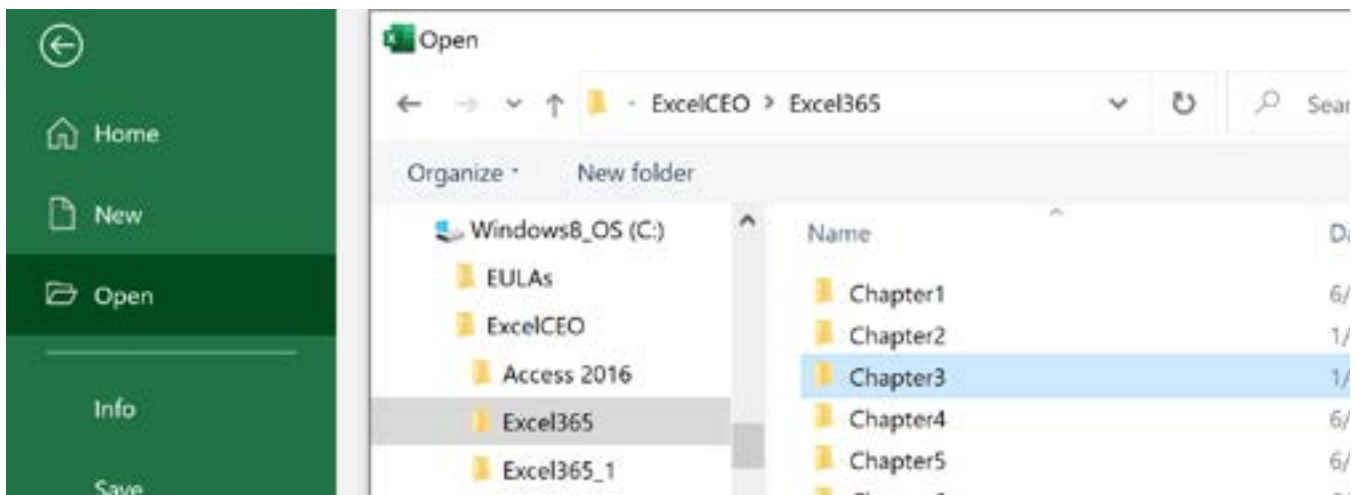 Open
ExcelCEO > Excel365
Sear
Organize
New folder
Home
New
Open
Info
Save
Windows8_OS (C:)
EULAs
ExcelCEO
Access 2016
Excel365
Excel365_1
Name
Da
Chapter1
6/
Chapter2
1/
Chapter3
1/
Chapter4
6/
Chapter5
6/